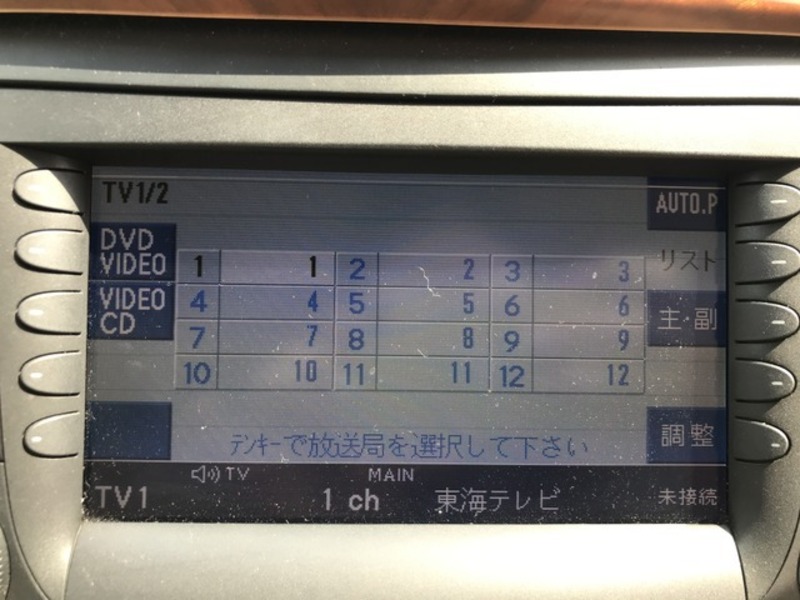 TV1/2
AUTO.P
DVD
VIDEO
リスト
1 1 2 2 3 3
VIDEO
CD
4 4 5 5 6 6
主・副
7 7 8 8 9 9
10 10 11 11 12 12
テンキーで放送局を選択して下さい
調整
TV MAIN
TV1 1 ch 東海テレビ 未接続